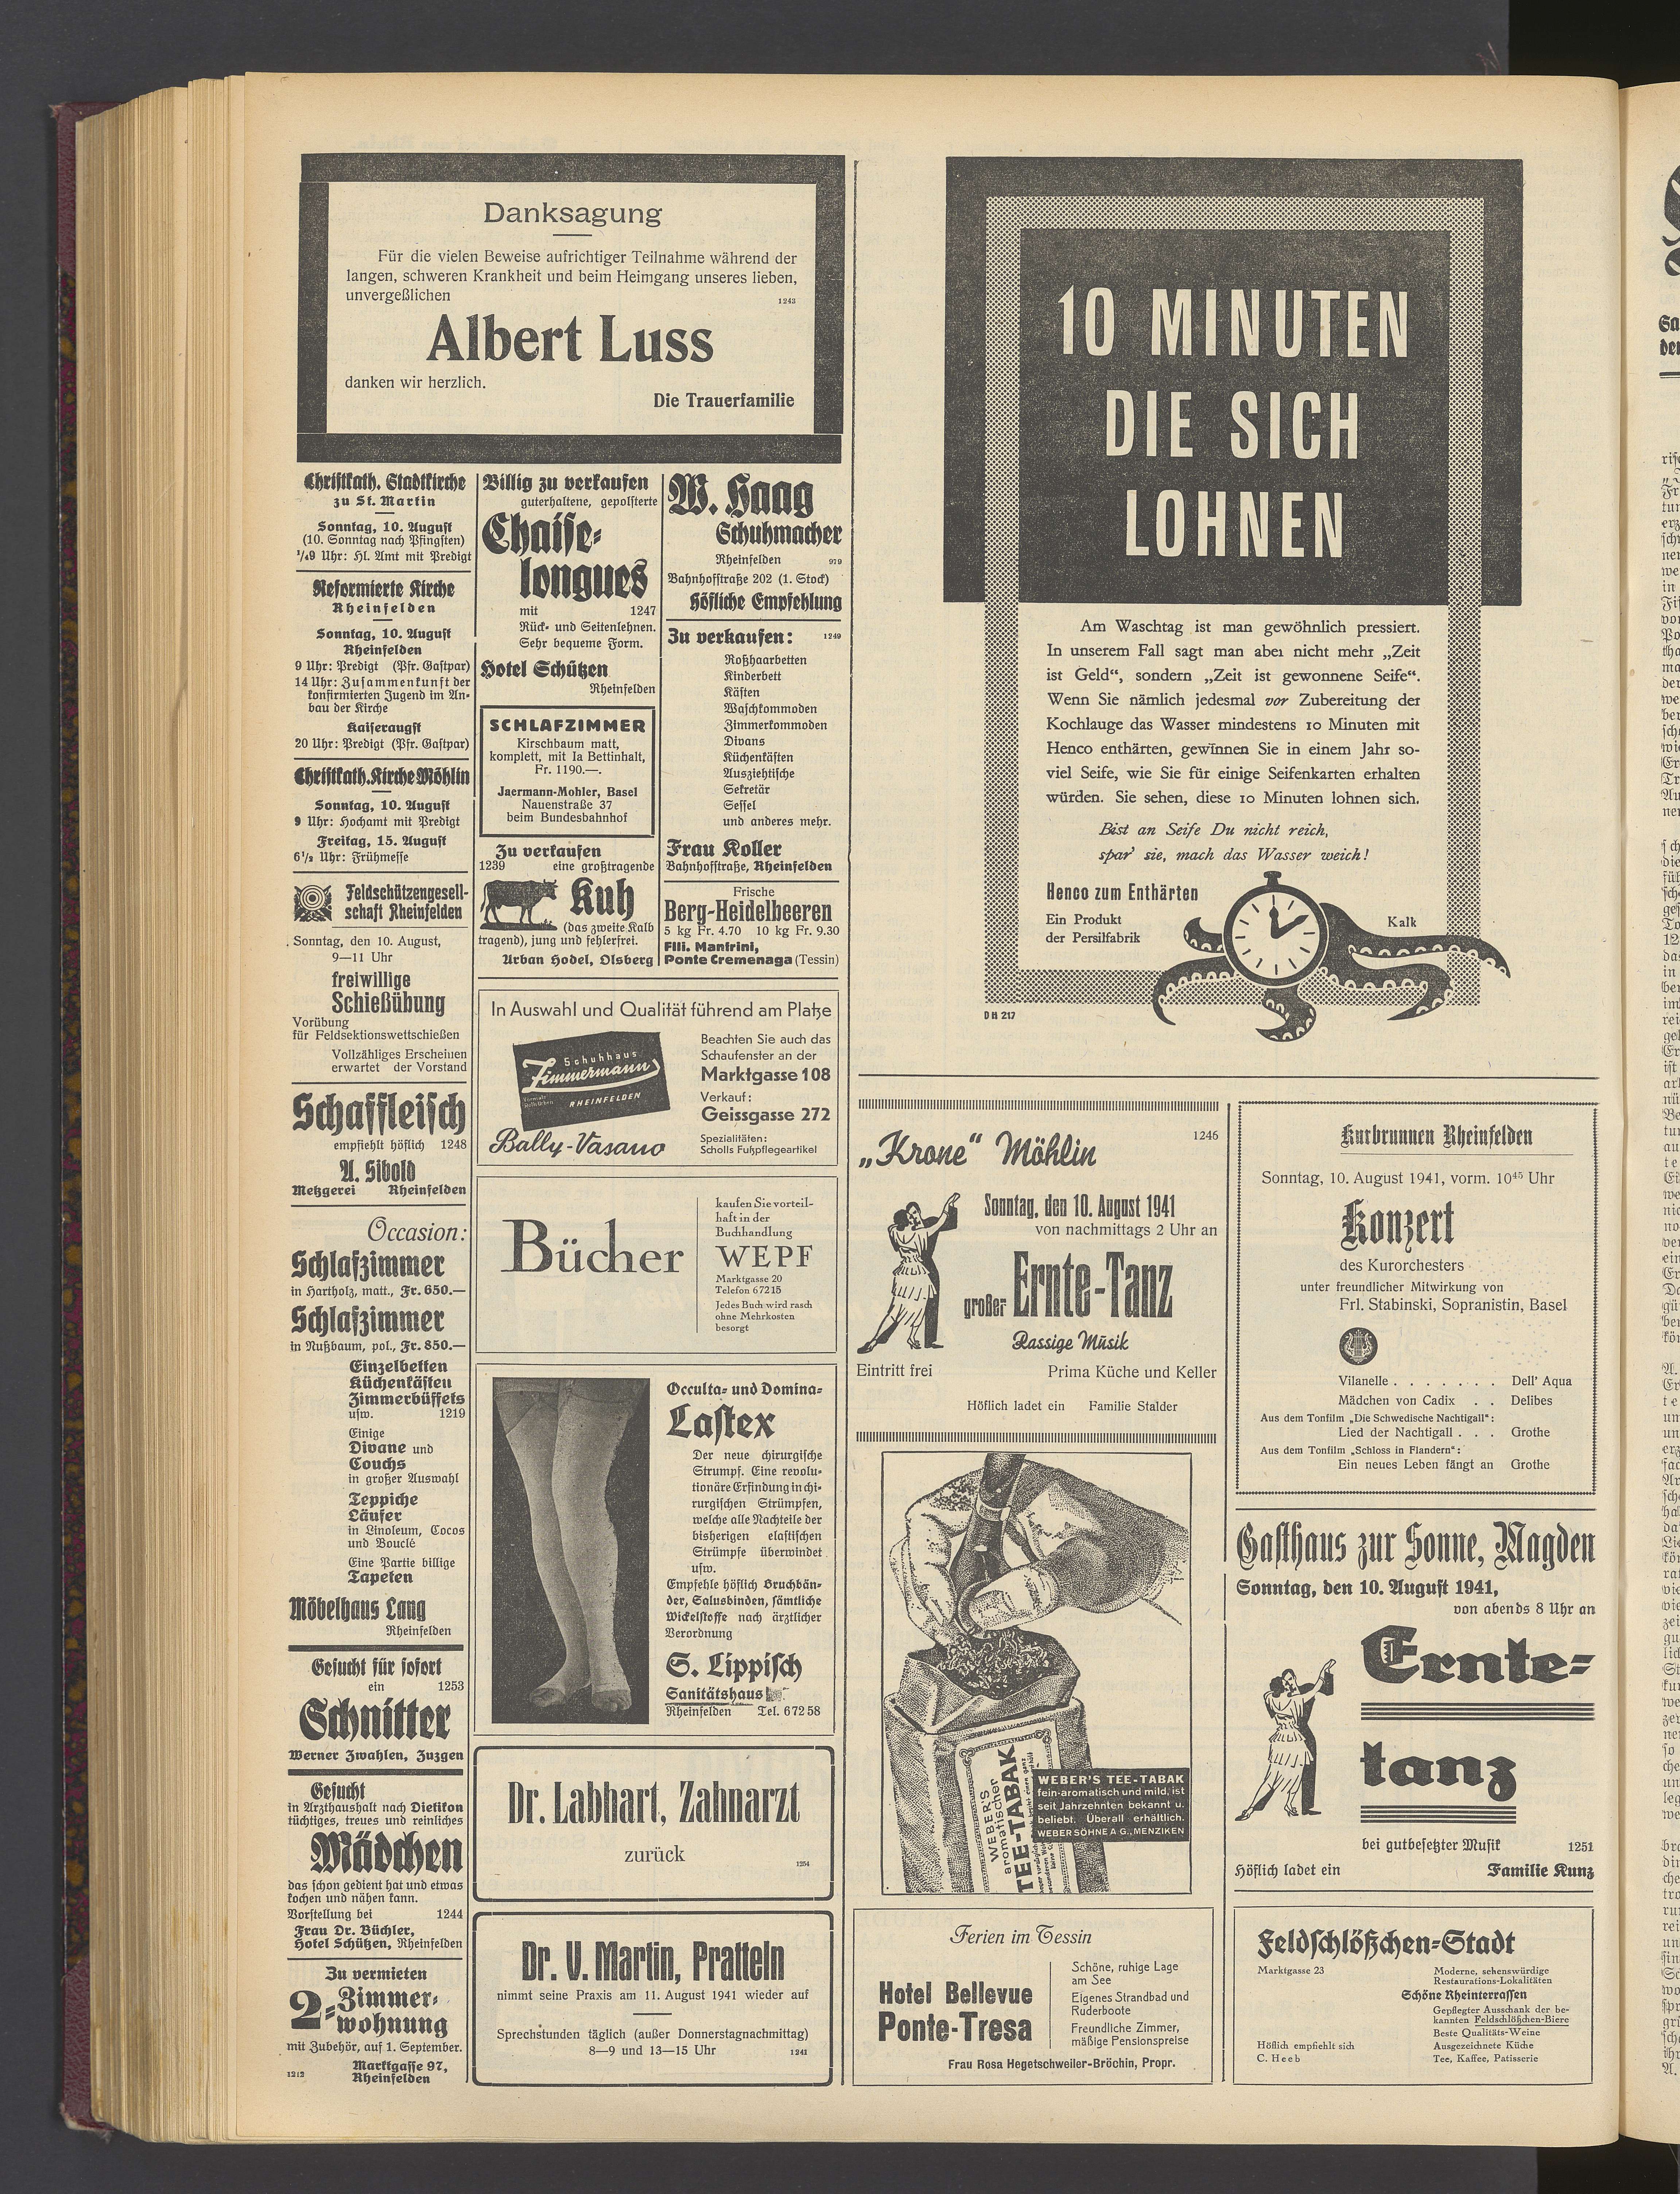 Danksagung
Für die vielen Beweise aufrichtiger Teilnahme während der
langen, schweren Krankheit und beim Heimgang unseres lieben,
unvergeßlichen
1243
Albert Luss
danken wir herzlich.
Die Trauerfamilie
Christkath. Stadtkirche
zu St. Martin
Sonntag, 10. August
(10. Sonntag nach Pfingsten)
1/49 Uhr: Hl. Amt mit Predigt
Reformierte Kirche
Rheinfelden
Sonntag, 10. August
Rheinfelden
9 Uhr: Predigt (Pfr. Gastpar)
14 Uhr: Zusammenkunft der
konfirmierten Jugend im An-
bau der Kirche
Kaiseraugst
20 Uhr: Predigt (Pfr. Gastpar)
Christkath. Kirche Möhlin
Sonntag, 10. August
9 Uhr: Hochamt mit Predigt
Freitag, 15. August
6 1/2 Uhr: Frühmesse
Feldschützengesell-
schaft Rheinfelden
Sonntag, den 10. August,
9—11 Uhr
freiwillige
Schießübung
Vorübung
für Feldsektionswettschießen
Vollzähliges Erscheinen
erwartet der Vorstand
Schaffleisch
empfiehlt höflich 1248
A. Sibold
Metzgerei Rheinfelden
Occasion:
Schlafzimmer
in Hartholz, matt., Fr. 650.—
Schlafzimmer
in Nußbaum, pol., Fr. 850.—
Einzelbetten
Küchenkästen
Zimmerbüffets
usw. 1219
Einige
Divane und
Couchs
in großer Auswahl
Teppiche
Läufer
in Linoleum, Cocos
und Bouclé
Eine Partie billige
Tapeten
Möbelhaus Lang
Rheinfelden
Gesucht für sofort
ein 1253
Schnitter
Werner Zwahlen, Zuzgen
Gesucht
in Arzthaushalt nach Dietikon
tüchtiges, treues und reinliches
Mädchen
das schon gedient hat und etwas
kochen und nähen kann.
Vorstellung bei 1244
Frau Dr. Büchler,
Hotel Schützen, Rheinfelden
Zu vermieten
2-Zimmer-
wohnung
mit Zubehör, auf 1. September.
Marktgasse 97,
1212 Rheinfelden
Billig zu verkaufen
guterhaltene, gepolsterte
Chaise-
longues
mit 1247
Rück- und Seitenlehnen.
Sehr bequeme Form.
Hotel Schützen
Rheinfelden
SCHLAFZIMMER
Kirschbaum matt,
komplett, mit Ia Bettinhalt,
Fr. 1190.—.
Jaermann-Mohler, Basel
Nauenstraße 37
beim Bundesbahnhof
Zu verkaufen
1239 eine großtragende
Kuh
(das zweite Kalb
tragend), jung und fehlerfrei.
Urban Hodel, Olsberg
W. Haag
Schuhmacher
Rheinfelden 979
Bahnhofstraße 202 (1. Stock)
Höfliche Empfehlung
Zu verkaufen: 1249
Roßhaarbetten
Kinderbett
Kästen
Waschkommoden
Zimmerkommoden
Divans
Küchenkästen
Ausziehtische
Sekretär
Sessel
und anderes mehr.
Frau Koller
Bahnhofstraße, Rheinfelden
Frische
Berg-Heidelbeeren
5 kg Fr. 4.70 10 kg Fr. 9.30
Flli. Manfrini,
Ponte Cremenaga (Tessin)
In Auswahl und Qualität führend am Platze
Schuhhaus
Zimmermann
RHEINFELDEN
Bally-Vasano
Beachten Sie auch das
Schaufenster an der
Marktgasse 108
Verkauf:
Geissgasse 272
Spezialitäten:
Scholls Fußpflegeartikel
Bücher
kaufen Sie vorteil-
haft in der
Buchhandlung
WEPF
Marktgasse 20
Telefon 67215
Jedes Buch wird rasch
ohne Mehrkosten
besorgt
Occulta- und Domina-
Lastex
Der neue chirurgische
Strumpf. Eine revolu-
tionäre Erfindung in chi-
rurgischen Strümpfen,
welche alle Nachteile der
bisherigen elastischen
Strümpfe überwindet
usw.
Empfehle höflich Bruchbän-
der, Salusbinden, sämtliche
Wickelstoffe nach ärztlicher
Verordnung
S. Lippisch
Sanitätshaus
Rheinfelden Tel. 67258
Dr. Labhart, Zahnarzt
zurück
1254
Dr. V. Martin, Pratteln
nimmt seine Praxis am 11. August 1941 wieder auf
Sprechstunden täglich (außer Donnerstagnachmittag)
8—9 und 13—15 Uhr 1241
10 MINUTEN
DIE SICH
LOHNEN
Am Waschtag ist man gewöhnlich pressiert.
In unserem Fall sagt man aber nicht mehr „Zeit
ist Geld“, sondern „Zeit ist gewonnene Seife“.
Wenn Sie nämlich jedesmal vor Zubereitung der
Kochlauge das Wasser mindestens 10 Minuten mit
Henco enthärten, gewinnen Sie in einem Jahr so-
viel Seife, wie Sie für einige Seifenkarten erhalten
würden. Sie sehen, diese 10 Minuten lohnen sich.
Bist an Seife Du nicht reich,
spar' sie, mach das Wasser weich!
Henco zum Enthärten
Ein Produkt
der Persilfabrik
Kalk
DH 217
„Krone“ Möhlin
1246
Sonntag, den 10. August 1941
von nachmittags 2 Uhr an
großer Ernte-Tanz
Rassige Musik
Eintritt frei Prima Küche und Keller
Höflich ladet ein Familie Stalder
WEBER'S
aromatischer
TEE-TABAK
WEBER'S TEE-TABAK
fein-aromatisch und mild, ist
seit Jahrzehnten bekannt u.
beliebt. Überall erhältlich.
WEBER SÖHNE A.G., MENZIKEN
Ferien im Tessin
Hotel Bellevue
Ponte-Tresa
Schöne, ruhige Lage
am See
Eigenes Strandbad und
Ruderboote
Freundliche Zimmer,
mäßige Pensionspreise
Frau Rosa Hegetschweiler-Bröchin, Propr.
Kurbrunnen Rheinfelden
Sonntag, 10. August 1941, vorm. 10⁴⁵ Uhr
Konzert
des Kurorchesters
unter freundlicher Mitwirkung von
Frl. Stabinski, Sopranistin, Basel
Vilanelle . . . . . . . Dell' Aqua
Mädchen von Cadix . . Delibes
Aus dem Tonfilm „Die Schwedische Nachtigall“:
Lied der Nachtigall . . . Grothe
Aus dem Tonfilm „Schloss in Flandern“:
Ein neues Leben fängt an Grothe
Gasthaus zur Sonne, Magden
Sonntag, den 10. August 1941,
von abends 8 Uhr an
Ernte-
tanz
bei gutbesetzter Musik 1251
Höflich ladet ein Familie Kunz
Feldschlößchen-Stadt
Marktgasse 23
Moderne, sehenswürdige
Restaurations-Lokalitäten
Schöne Rheinterrassen
Gepflegter Ausschank der be-
kannten Feldschlößchen-Biere
Beste Qualitäts-Weine
Höflich empfiehlt sich Ausgezeichnete Küche
C. Heeb Tee, Kaffee, Patisserie